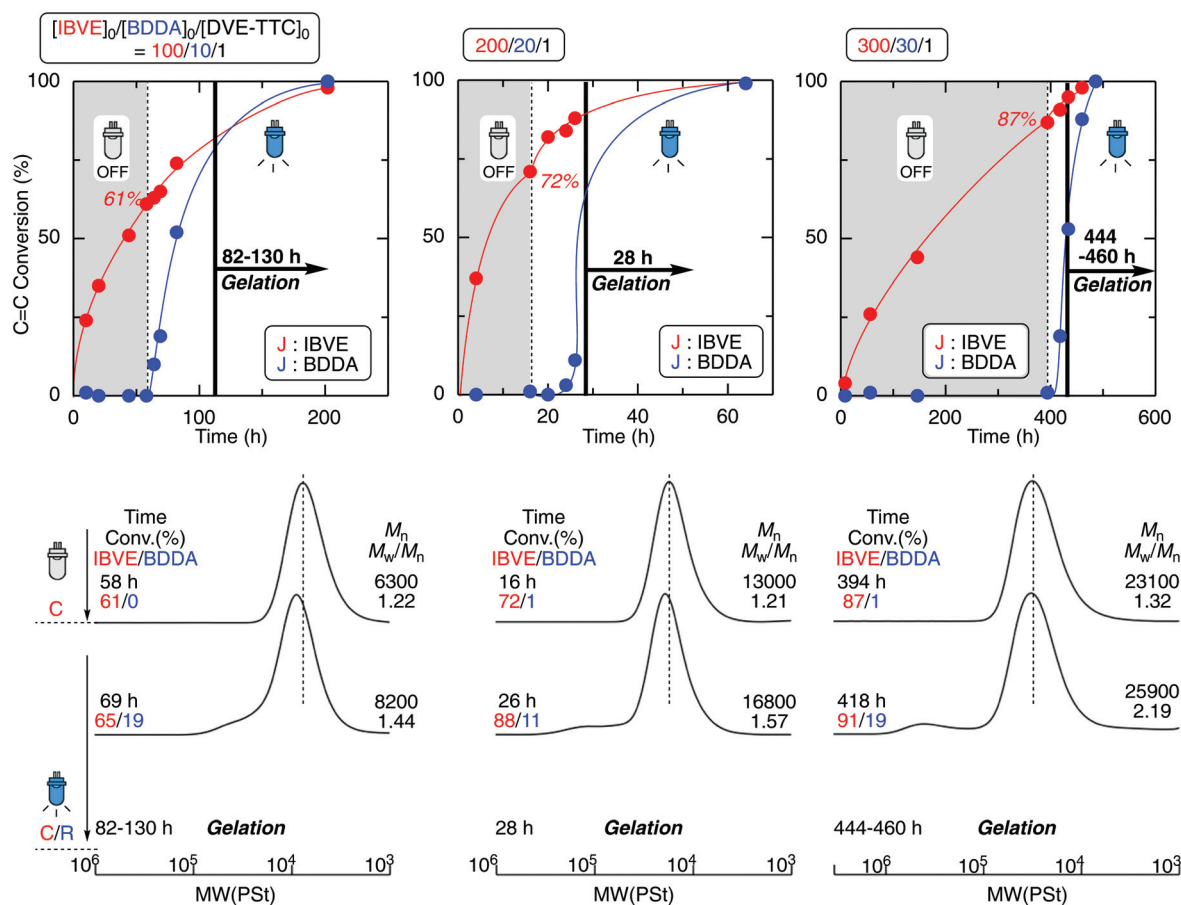 [IBVE]0/[BDDA]0/[DVE-TTC]0
= 100/10/1
200/20/1
300/30/1
C=C Conversion (%)
100
50
0
OFF
61%
82-130 h
Gelation
J : IBVE
J : BDDA
0
100
200
Time (h)
100
50
0
OFF
72%
28 h
Gelation
J : IBVE
J : BDDA
0
20
40
60
Time (h)
100
50
0
OFF
87%
444
-460 h
Gelation
J : IBVE
J : BDDA
0
200
400
600
Time (h)
C
C/R
Time
Conv.(%)
IBVE/BDDA
58 h
61/0
Mn
Mw/Mn
6300
1.22
69 h
65/19
8200
1.44
82-130 h
Gelation
10^6
10^5
10^4
10^3
MW(PSt)
Time
Conv.(%)
IBVE/BDDA
16 h
72/1
Mn
Mw/Mn
13000
1.21
26 h
88/11
16800
1.57
28 h
Gelation
10^6
10^5
10^4
10^3
MW(PSt)
Time
Conv.(%)
IBVE/BDDA
394 h
87/1
Mn
Mw/Mn
23100
1.32
418 h
91/19
25900
2.19
444-460 h
Gelation
10^6
10^5
10^4
10^3
MW(PSt)